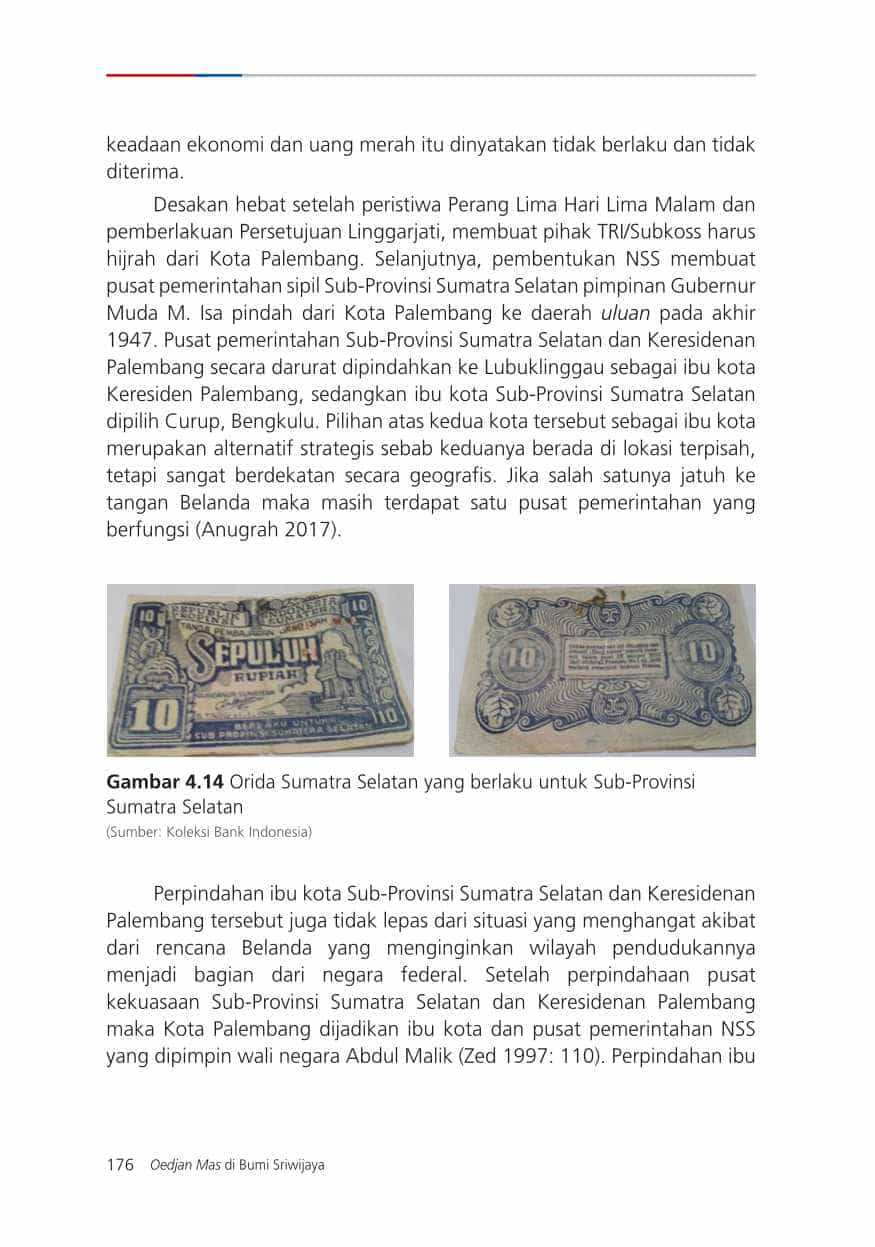 keadaan ekonomi dan uang merah itu dinyatakan tidak berlaku dan tidak
diterima.
Desakan hebat setelah peristiwa Perang Lima Hari Lima Malam dan
pemberlakuan Persetujuan Linggarjati, membuat pihak TRI/Subkoss harus
hijrah dari Kota Palembang. Selanjutnya, pembentukan NSS membuat
pusat pemerintahan sipil Sub-Provinsi Sumatra Selatan pimpinan Gubernur
Muda M. Isa pindah dari Kota Palembang ke daerah uluan pada akhir
1947. Pusat pemerintahan Sub-Provinsi Sumatra Selatan dan Keresidenan
Palembang secara darurat dipindahkan ke Lubuklinggau sebagai ibu kota
Keresiden Palembang, sedangkan ibu kota Sub-Provinsi Sumatra Selatan
dipilih Curup, Bengkulu. Pilihan atas kedua kota tersebut sebagai ibu kota
merupakan alternatif strategis sebab keduanya berada di lokasi terpisah,
tetapi sangat berdekatan secara geografis. Jika salah satunya jatuh ke
tangan Belanda maka masih terdapat satu pusat pemerintahan yang
berfungsi (Anugrah 2017).
10 REPUBLIK INDONESIA 10
PROPINSI SUMATERA
TANDA PEMBAJARAN JANG SAH
SEPULUH
RUPIAH
GUBERNUR SUMATERA
10
BERLAKU UNTUK 10
SUB PROPINSI SUMATERA SELATAN
10 10
Gambar 4.14 Orida Sumatra Selatan yang berlaku untuk Sub-Provinsi
Sumatra Selatan
(Sumber: Koleksi Bank Indonesia)
Perpindahan ibu kota Sub-Provinsi Sumatra Selatan dan Keresidenan
Palembang tersebut juga tidak lepas dari situasi yang menghangat akibat
dari rencana Belanda yang menginginkan wilayah pendudukannya
menjadi bagian dari negara federal. Setelah perpindahaan pusat
kekuasaan Sub-Provinsi Sumatra Selatan dan Keresidenan Palembang
maka Kota Palembang dijadikan ibu kota dan pusat pemerintahan NSS
yang dipimpin wali negara Abdul Malik (Zed 1997: 110). Perpindahan ibu
176 Oedjan Mas di Bumi Sriwijaya